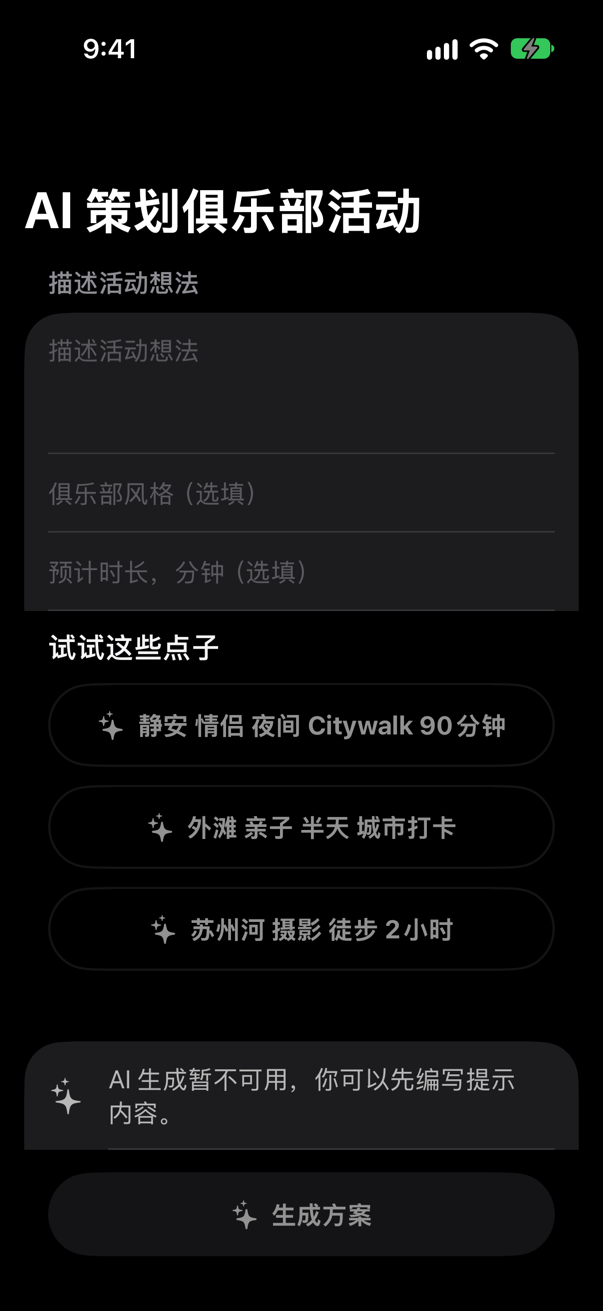 9:41
AI 策划俱乐部活动
描述活动想法
描述活动想法
俱乐部风格（选填）
预计时长，分钟（选填）
试试这些点子
静安 情侣 夜间 Citywalk 90分钟
外滩 亲子 半天 城市打卡
苏州河 摄影 徒步 2小时
AI 生成暂不可用，你可以先编写提示
内容。
生成方案